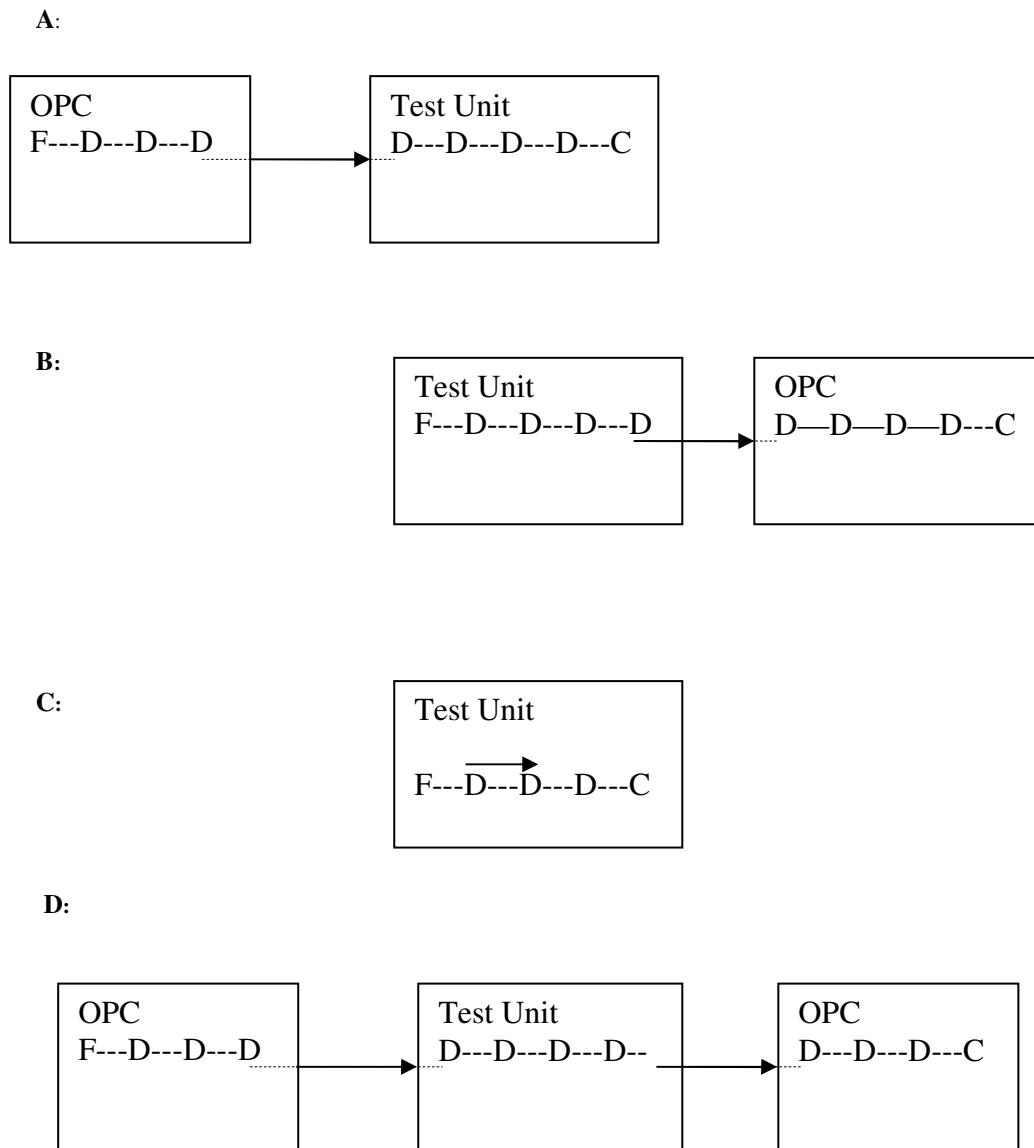 A:
OPC
F---D---D---D
Test Unit
D---D---D---D---C
B:
Test Unit
F---D---D---D---D
OPC
D—D—D—D---C
C:
Test Unit
F---D---D---D---C
D:
OPC
F---D---D---D
Test Unit
D---D---D---D--
OPC
D---D---D---C